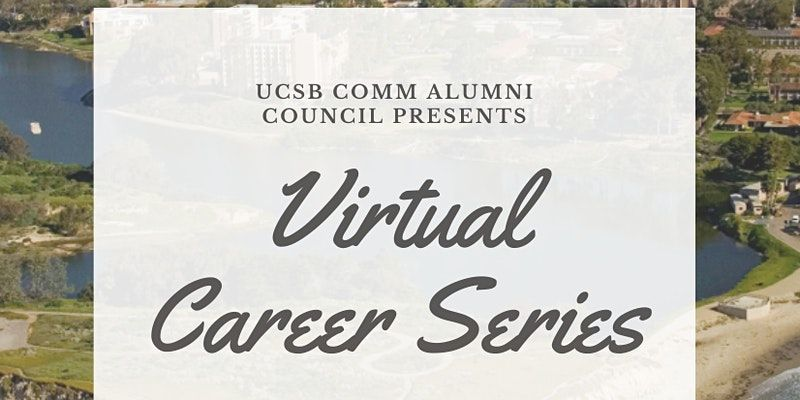 UCSB COMM ALUMNI
COUNCIL PRESENTS
Virtual
Career Series